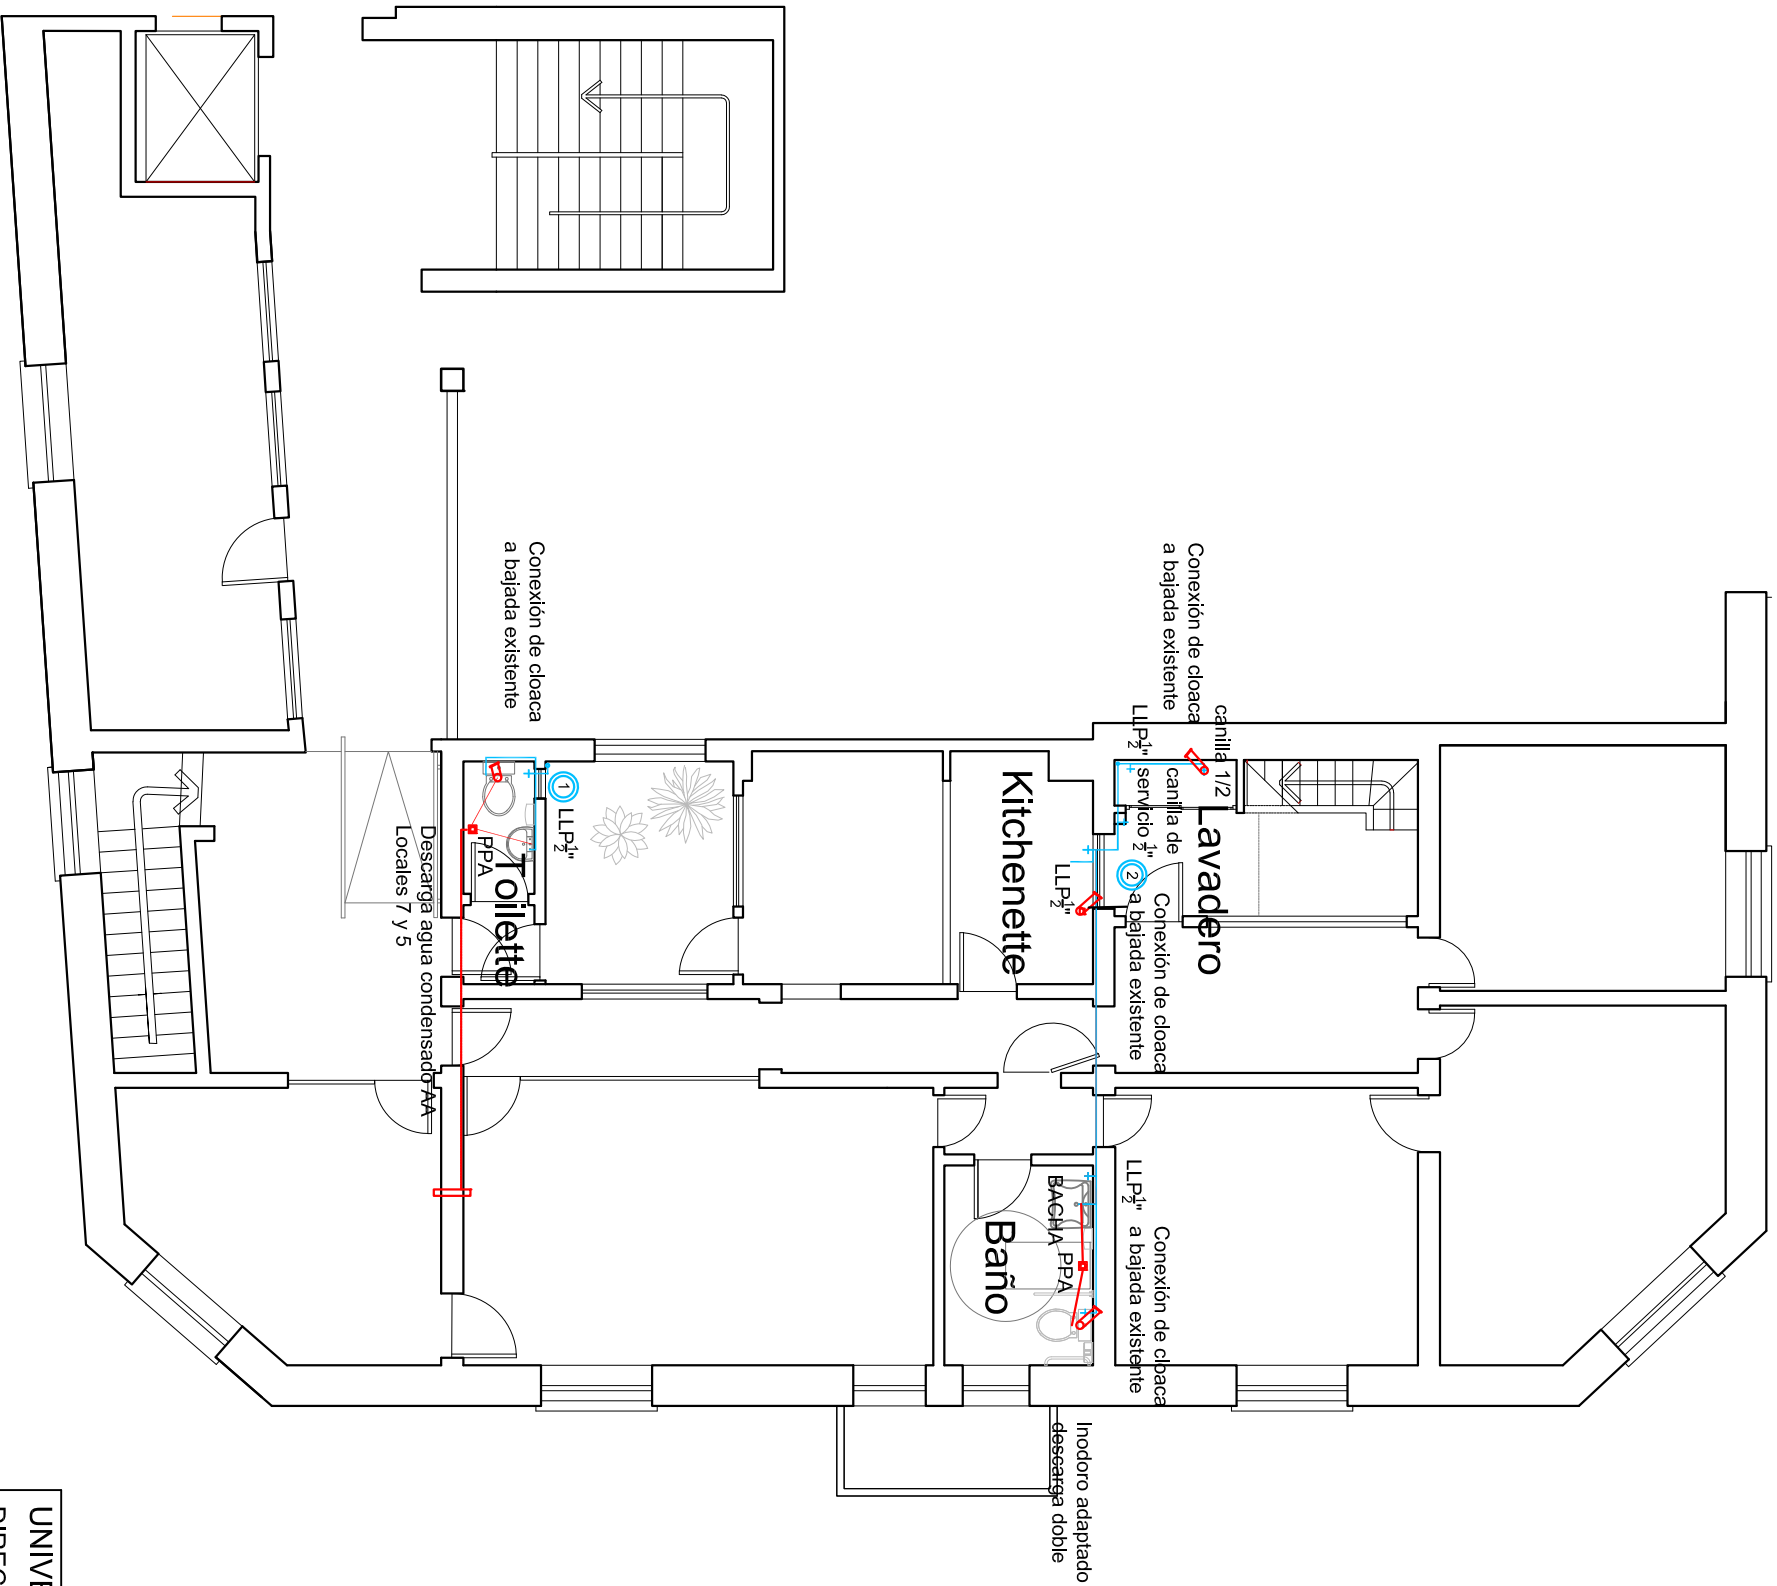 Conexión de cloaca
a bajada existente
Conexión de cloaca
a bajada existente
canilla 1/2
LLP1/2"
canilla de
servicio 1/2"
Lavadero
Kitchenette
1
LLP1/2"
PPA
Toilette
Descarga agua condensado AA
Locales 7 y 5
LLP1/2"
2
Conexión de cloaca
a bajada existente
Baño
BACHA
PPA
LLP1/2"
Conexión de cloaca
a bajada existente
Inodoro adaptado
descarga doble